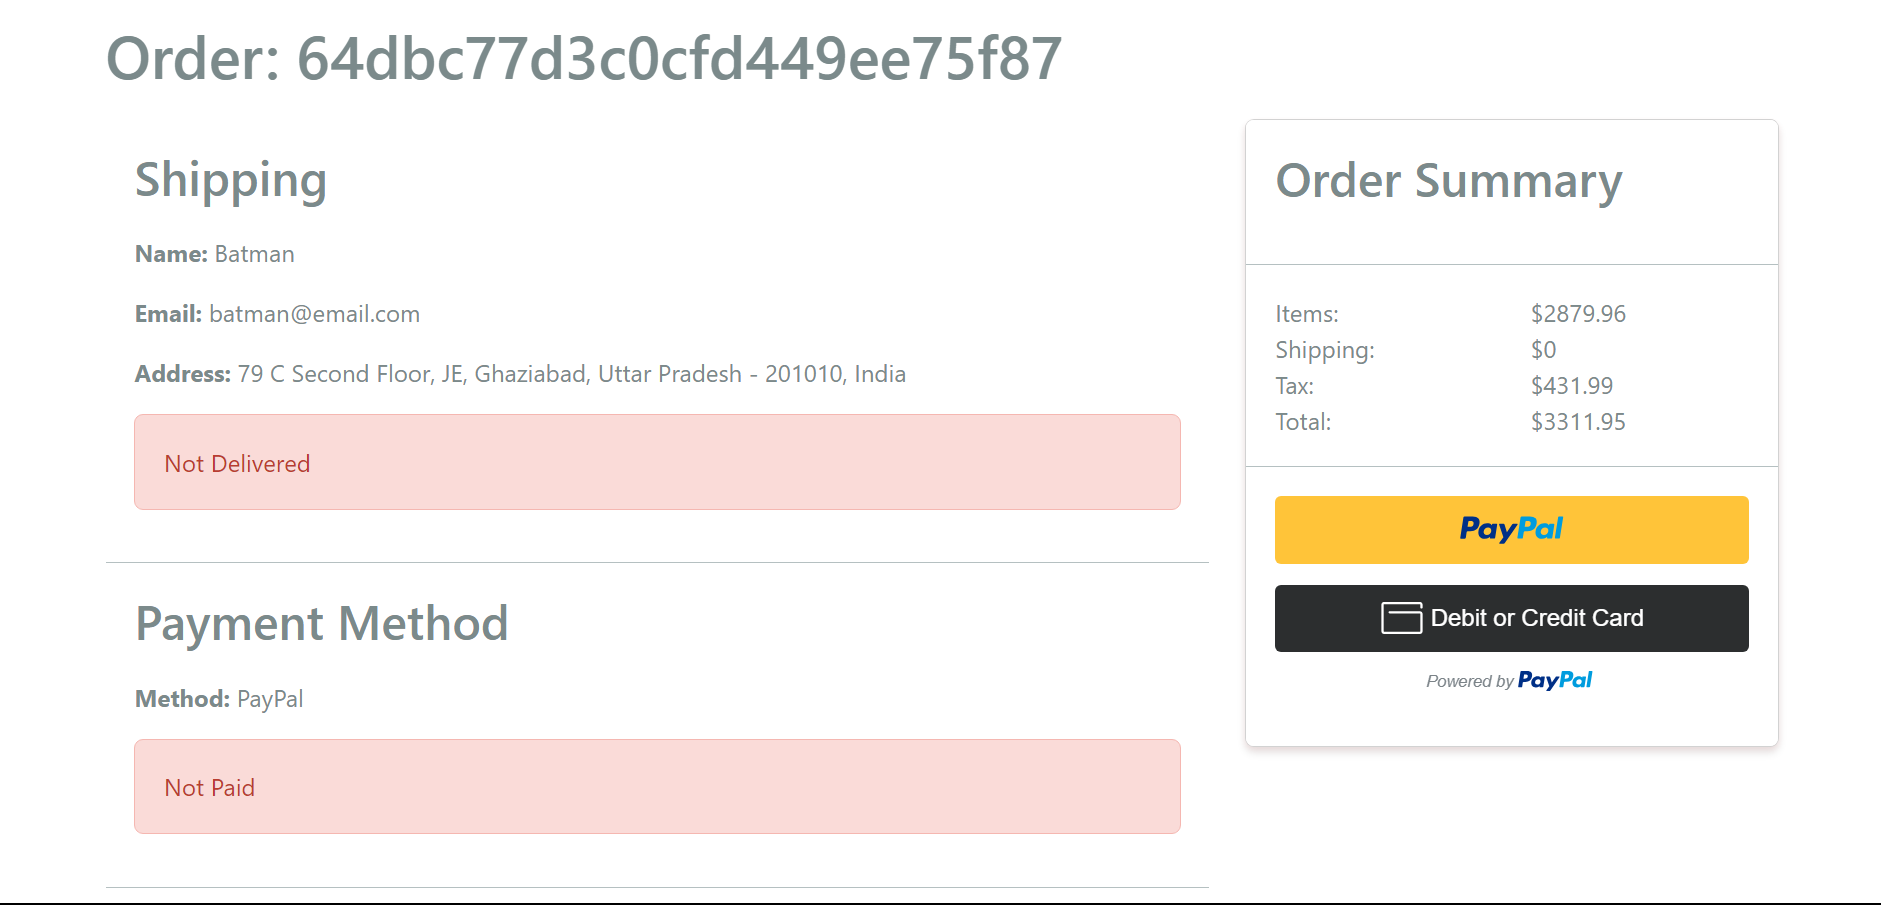 Order: 64dbc77d3c0cfd449ee75f87
Shipping
Name: Batman
Email: batman@email.com
Address: 79 C Second Floor, JE, Ghaziabad, Uttar Pradesh - 201010, India
Not Delivered
Payment Method
Method: PayPal
Not Paid
Order Summary
Items: $2879.96
Shipping: $0
Tax: $431.99
Total: $3311.95
PayPal
Debit or Credit Card
Powered by PayPal